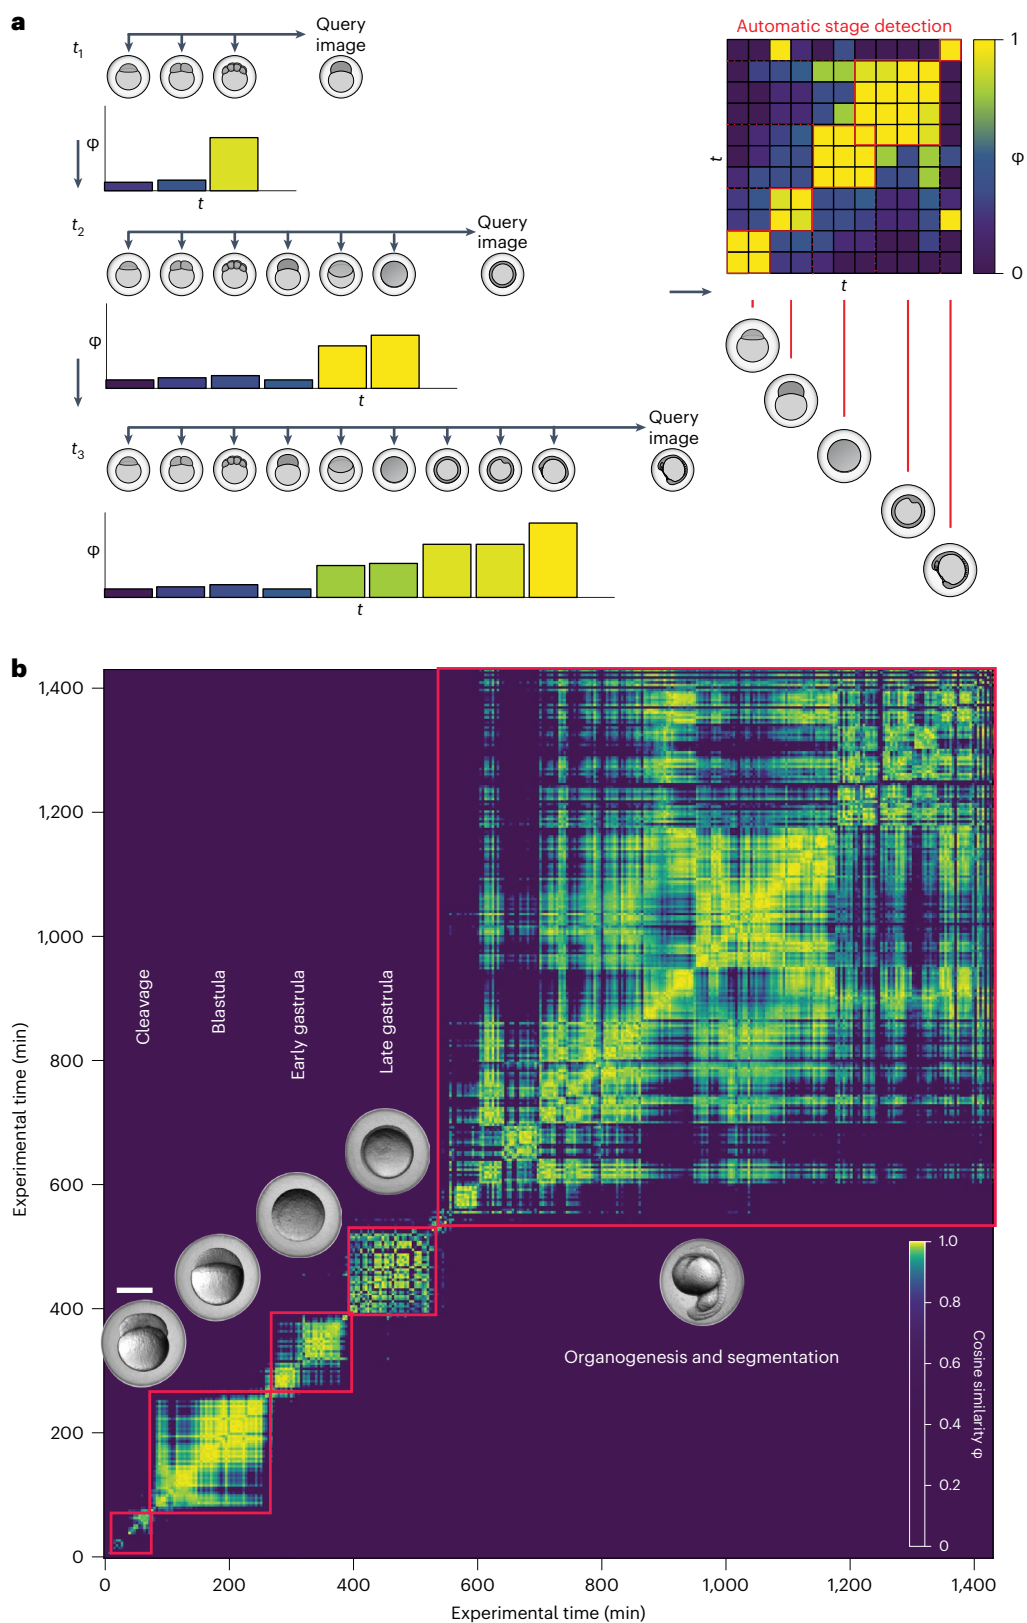 a
t1
Query
image
φ
t
t2
Query
image
φ
t
t3
Query
image
φ
t
Automatic stage detection
1
φ
0
t
t
b
1,400
1,200
1,000
800
600
400
200
0
Experimental time (min)
Cleavage
Blastula
Early gastrula
Late gastrula
Organogenesis and segmentation
1.0
0.8
0.6
0.4
0.2
0
Cosine similarity φ
0
200
400
600
800
1,000
1,200
1,400
Experimental time (min)